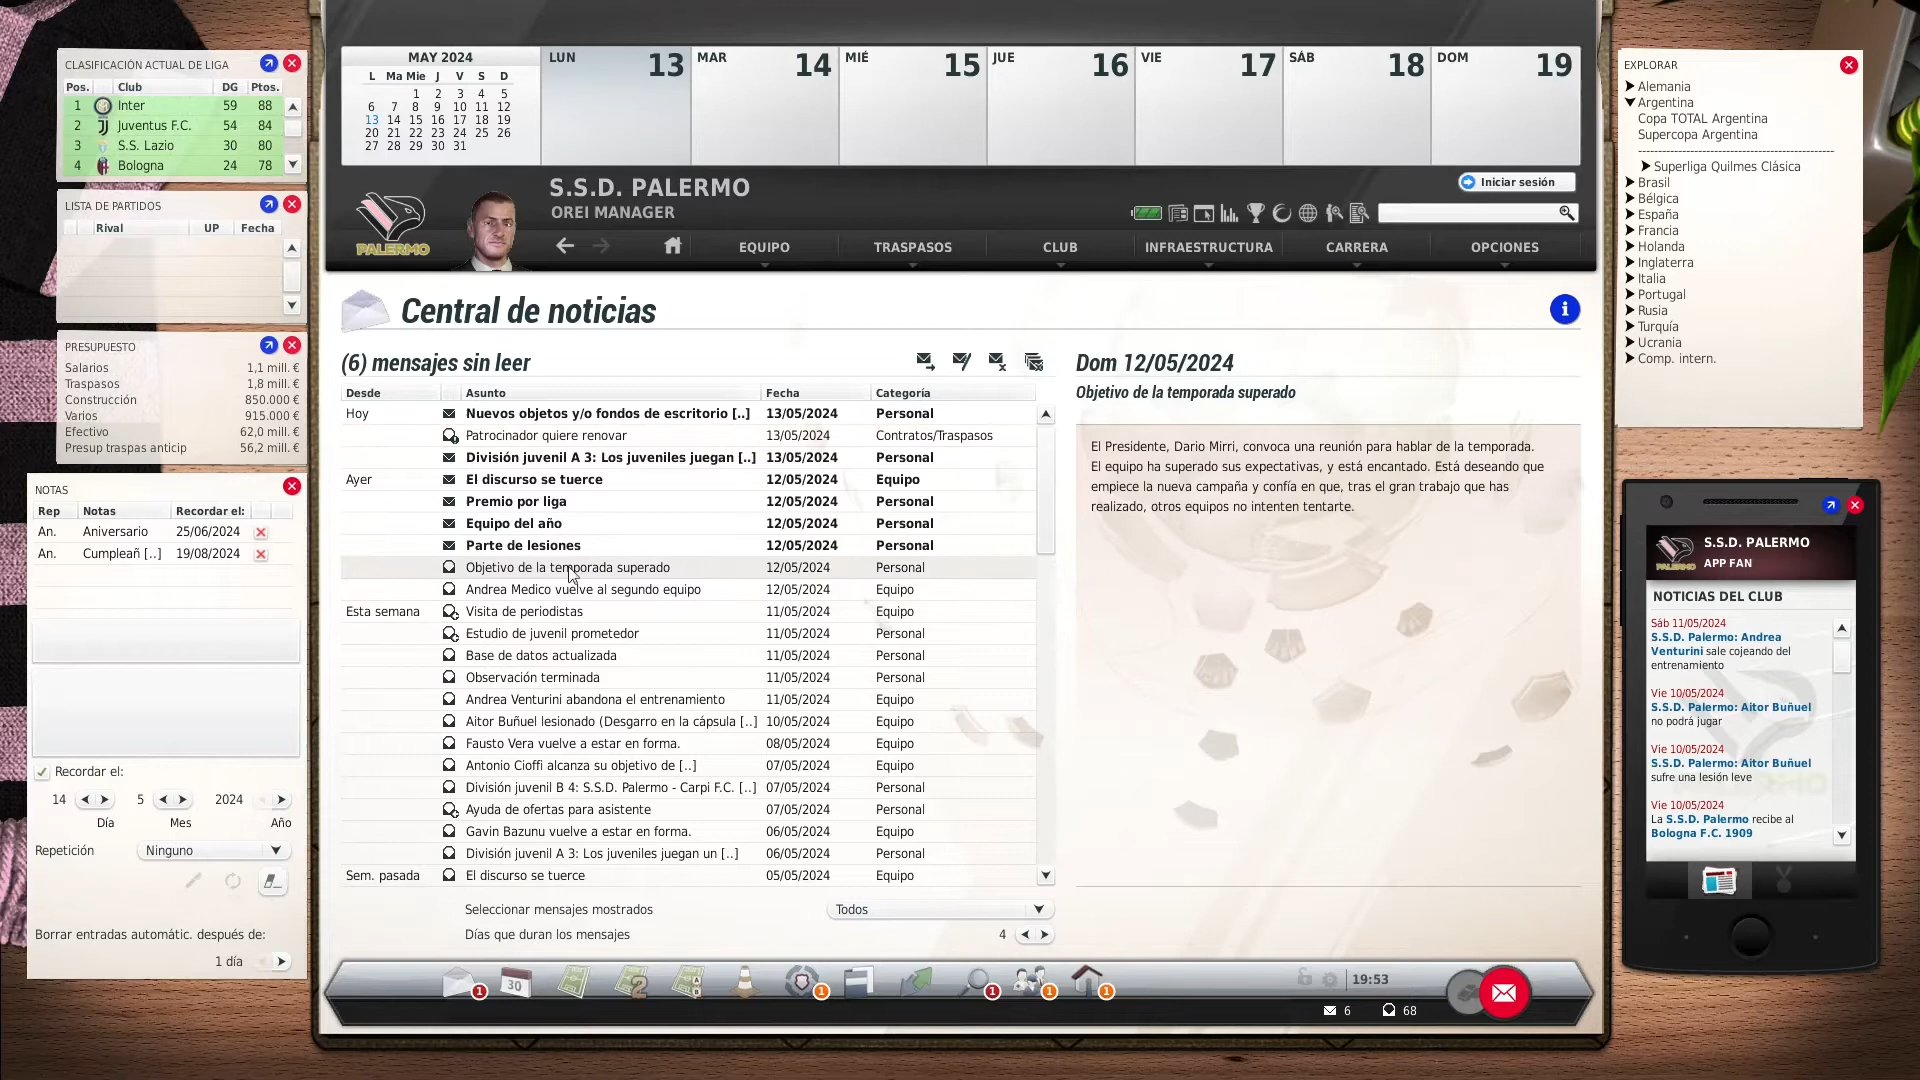 CLASIFICACIÓN ACTUAL DE LIGA
Pos. Club DG Ptos.
1 Inter 59 88
2 Juventus F.C. 54 84
3 S.S. Lazio 30 80
4 Bologna 24 78
LISTA DE PARTIDOS
Rival UP Fecha
PRESUPUESTO
Salarios 1,1 mill. €
Traspasos 1,8 mill. €
Construcción 850.000 €
Varios 915.000 €
Efectivo 62,0 mill. €
Presup traspas anticip 56,2 mill. €
NOTAS
Rep Notas Recordar el:
An. Aniversario 25/06/2024
An. Cumpleañ [..] 19/08/2024
Recordar el:
14 5 2024
Día Mes Año
Repetición Ninguno
Borrar entradas automátic. después de:
1 día
MAY 2024
L Ma Mie J V S D
1 2 3 4 5
6 7 8 9 10 11 12
13 14 15 16 17 18 19
20 21 22 23 24 25 26
27 28 29 30 31
LUN 13 MAR 14 MIÉ 15 JUE 16 VIE 17 SÁB 18 DOM 19
S.S.D. PALERMO
OREI MANAGER
PALERMO
Iniciar sesión
EQUIPO TRASPASOS CLUB INFRAESTRUCTURA CARRERA OPCIONES
Central de noticias
(6) mensajes sin leer
Desde Asunto Fecha Categoría
Hoy Nuevos objetos y/o fondos de escritorio [..] 13/05/2024 Personal
Patrocinador quiere renovar 13/05/2024 Contratos/Traspasos
División juvenil A 3: Los juveniles juegan [..] 13/05/2024 Personal
Ayer El discurso se tuerce 12/05/2024 Equipo
Premio por liga 12/05/2024 Personal
Equipo del año 12/05/2024 Personal
Parte de lesiones 12/05/2024 Personal
Objetivo de la temporada superado 12/05/2024 Personal
Andrea Medico vuelve al segundo equipo 12/05/2024 Equipo
Esta semana Visita de periodistas 11/05/2024 Equipo
Estudio de juvenil prometedor 11/05/2024 Personal
Base de datos actualizada 11/05/2024 Personal
Observación terminada 11/05/2024 Personal
Andrea Venturini abandona el entrenamiento 11/05/2024 Equipo
Aitor Buñuel lesionado (Desgarro en la cápsula [..] 10/05/2024 Equipo
Fausto Vera vuelve a estar en forma. 08/05/2024 Equipo
Antonio Cioffi alcanza su objetivo de [..] 07/05/2024 Equipo
División juvenil B 4: S.S.D. Palermo - Carpi F.C. [..] 07/05/2024 Personal
Ayuda de ofertas para asistente 07/05/2024 Personal
Gavin Bazunu vuelve a estar en forma. 06/05/2024 Equipo
División juvenil A 3: Los juveniles juegan un [..] 06/05/2024 Personal
Sem. pasada El discurso se tuerce 05/05/2024 Equipo
Seleccionar mensajes mostrados Todos
Días que duran los mensajes 4
Dom 12/05/2024
Objetivo de la temporada superado
El Presidente, Dario Mirri, convoca una reunión para hablar de la temporada.
El equipo ha superado sus expectativas, y está encantado. Está deseando que
empiece la nueva campaña y confía en que, tras el gran trabajo que has
realizado, otros equipos no intenten tentarte.
1 30 2 1 1 1 1
19:53
6 68
EXPLORAR
Alemania
Argentina
Copa TOTAL Argentina
Supercopa Argentina
Superliga Quilmes Clásica
Brasil
Bélgica
España
Francia
Holanda
Inglaterra
Italia
Portugal
Rusia
Turquía
Ucrania
Comp. intern.
S.S.D. PALERMO
APP FAN
PALERMO
NOTICIAS DEL CLUB
Sáb 11/05/2024
S.S.D. Palermo: Andrea
Venturini sale cojeando del
entrenamiento
Vie 10/05/2024
S.S.D. Palermo: Aitor Buñuel
no podrá jugar
Vie 10/05/2024
S.S.D. Palermo: Aitor Buñuel
sufre una lesión leve
Vie 10/05/2024
La S.S.D. Palermo recibe al
Bologna F.C. 1909